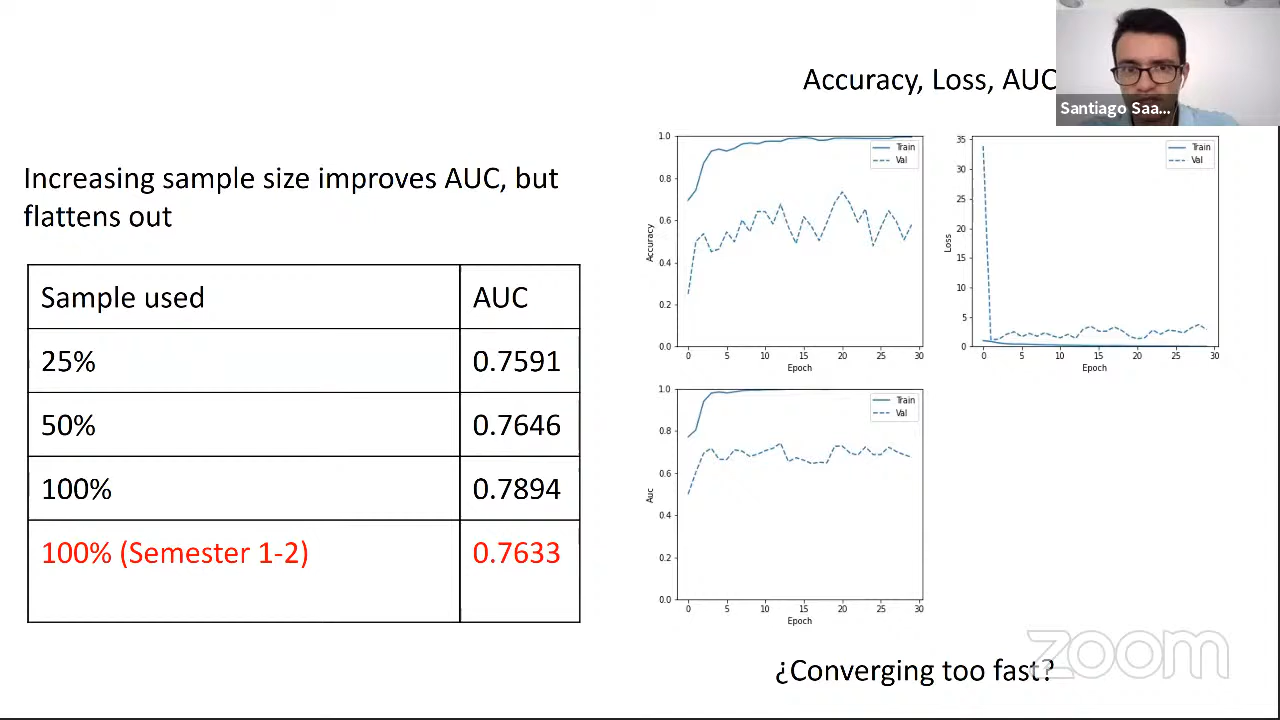 Accuracy, Loss, AUC
Santiago Saa...
Increasing sample size improves AUC, but
flattens out
Sample used AUC
25% 0.7591
50% 0.7646
100% 0.7894
100% (Semester 1-2) 0.7633
1.0
0.8
0.6
0.4
0.2
0.0
Accuracy
0 5 10 15 20 25 30
Epoch
Train
Val
35
30
25
20
15
10
5
0
Loss
0 5 10 15 20 25 30
Epoch
Train
Val
1.0
0.8
0.6
0.4
0.2
0.0
Auc
0 5 10 15 20 25 30
Epoch
Train
Val
¿Converging too fast?
zoom